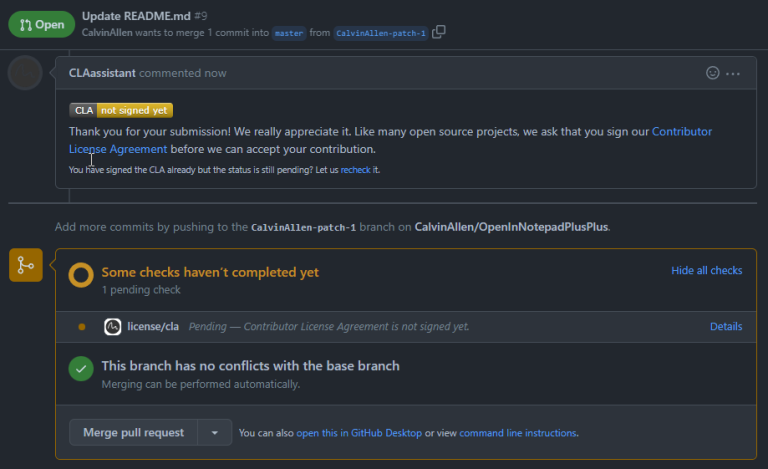 Open
Update README.md #9
CalvinAllen wants to merge 1 commit into master from CalvinAllen-patch-1
CLAassistant commented now
CLA not signed yet
Thank you for your submission! We really appreciate it. Like many open source projects, we ask that you sign our Contributor
License Agreement before we can accept your contribution.
You have signed the CLA already but the status is still pending? Let us recheck it.
Add more commits by pushing to the CalvinAllen-patch-1 branch on CalvinAllen/OpenInNotepadPlusPlus.
Some checks haven't completed yet
Hide all checks
1 pending check
license/cla Pending — Contributor License Agreement is not signed yet.
Details
This branch has no conflicts with the base branch
Merging can be performed automatically.
Merge pull request
You can also open this in GitHub Desktop or view command line instructions.